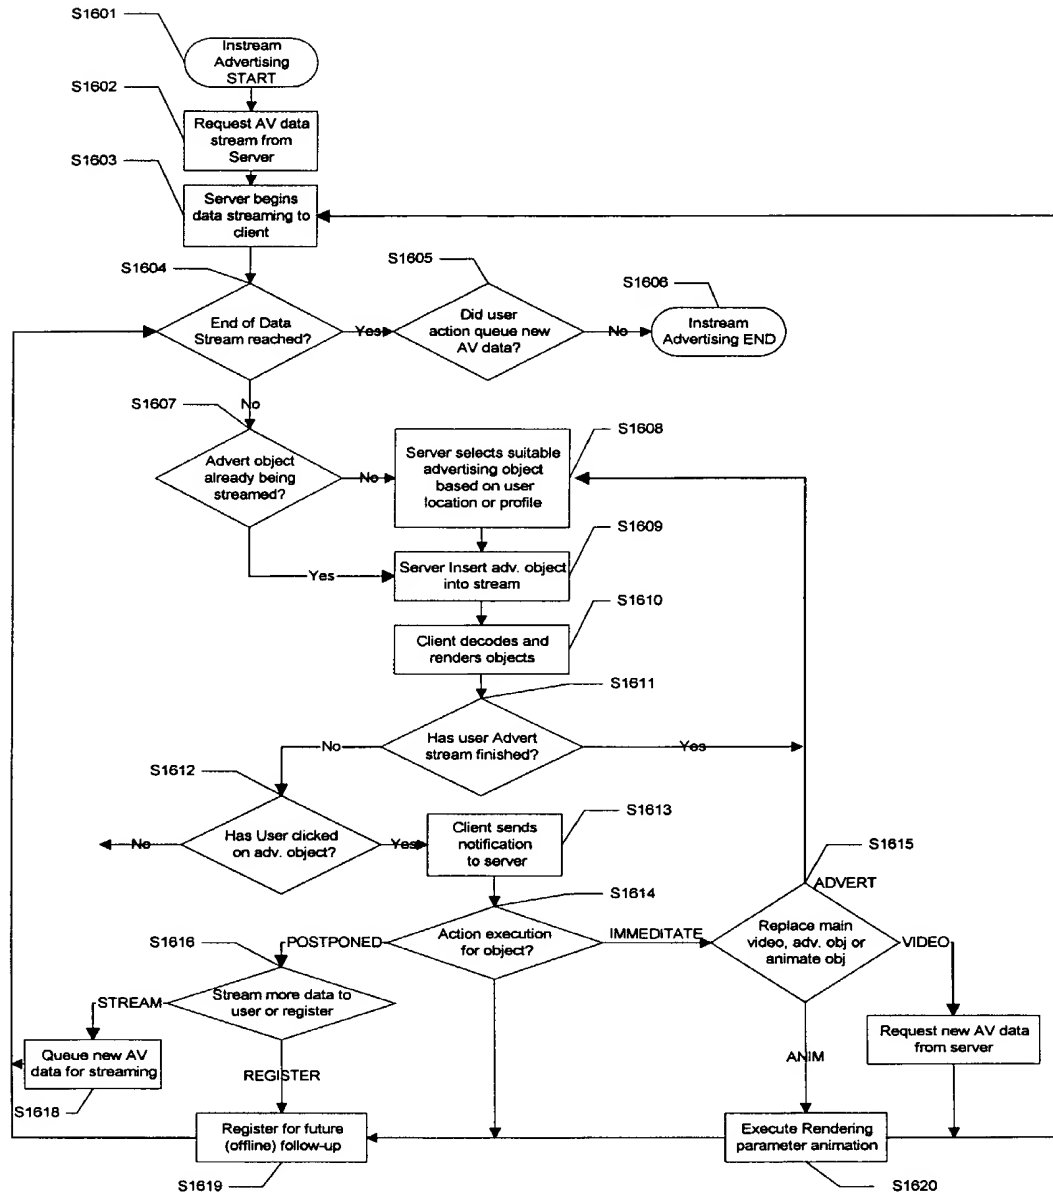 S1601
Instream
Advertising
START
S1602
Request AV data
stream from
Server
S1603
Server begins
data streaming to
client
S1604
End of Data
Stream reached?
Yes
S1605
Did user
action queue new
AV data?
No
S1606
Instream
Advertising END
No
S1607
Advert object
already being
streamed?
No
S1608
Server selects suitable
advertising object
based on user
location or profile
Yes
S1609
Server Insert adv. object
into stream
S1610
Client decodes and
renders objects
S1611
Has user Advert
stream finished?
No
Yes
S1612
Has User clicked
on adv. object?
No
Yes
S1613
Client sends
notification
to server
S1614
Action execution
for object?
POSTPONED
IMMEDITATE
S1615
ADVERT
Replace main
video, adv. obj or
animate obj
VIDEO
S1616
Stream more data to
user or register
STREAM
Request new AV data
from server
ANIM
Queue new AV
data for streaming
REGISTER
S1618
Register for future
(offline) follow-up
Execute Rendering
parameter animation
S1619
S1620